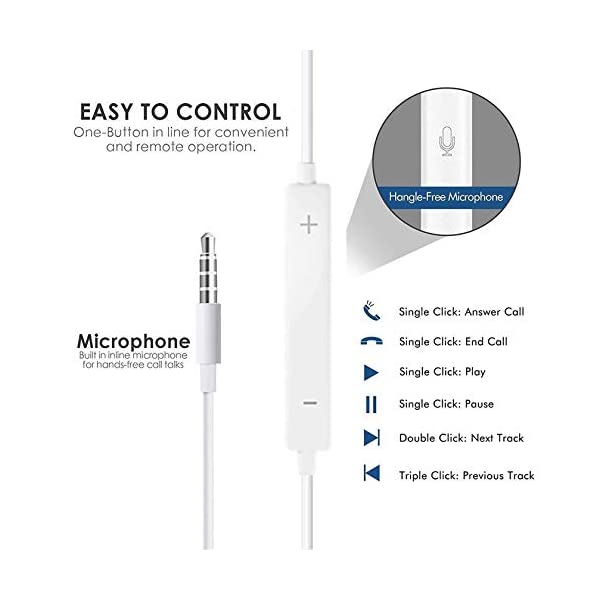 EASY TO CONTROL
One-Button in line for convenient
and remote operation.
+
Hangle-Free Microphone
Microphone
Built in inline microphone
for hands-free call talks
−
Single Click: Answer Call
Single Click: End Call
Single Click: Play
Single Click: Pause
Double Click: Next Track
Triple Click: Previous Track